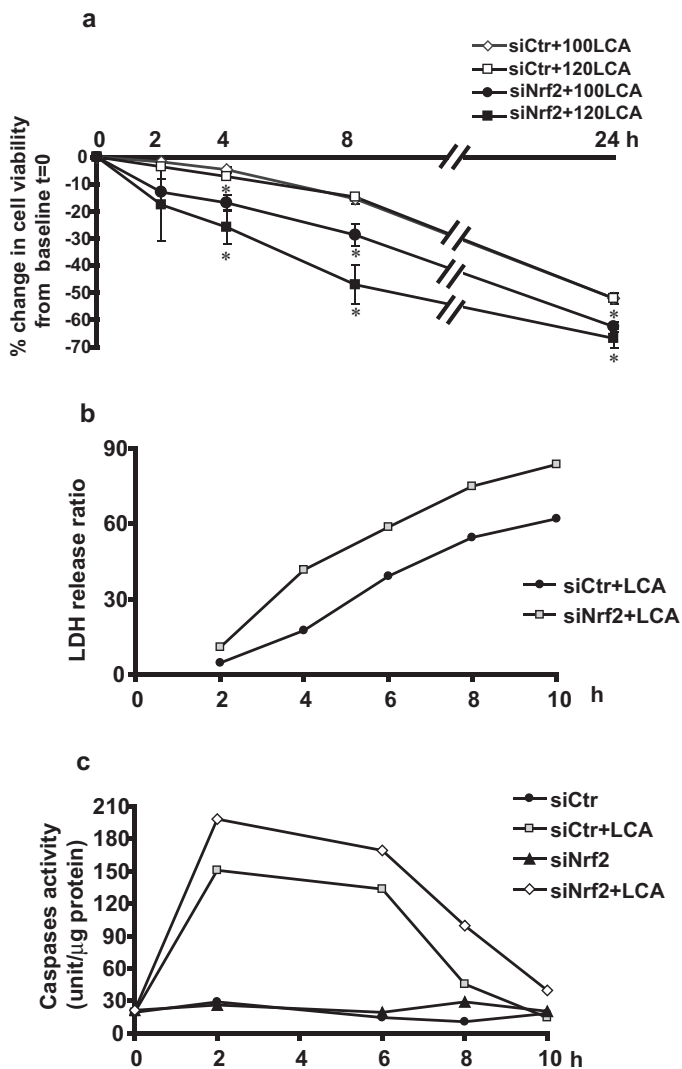 a
siCtr+100LCA
siCtr+120LCA
siNrf2+100LCA
siNrf2+120LCA
0 2 4 8 24 h
0
-10
-20
-30
-40
-50
-60
-70
% change in cell viability
from baseline t=0
* * * * * * *
b
90
60
30
0
LDH release ratio
siCtr+LCA
siNrf2+LCA
0 2 4 6 8 10 h
c
210
180
150
120
90
60
30
0
Caspases activity
(unit/μg protein)
siCtr
siCtr+LCA
siNrf2
siNrf2+LCA
0 2 4 6 8 10 h